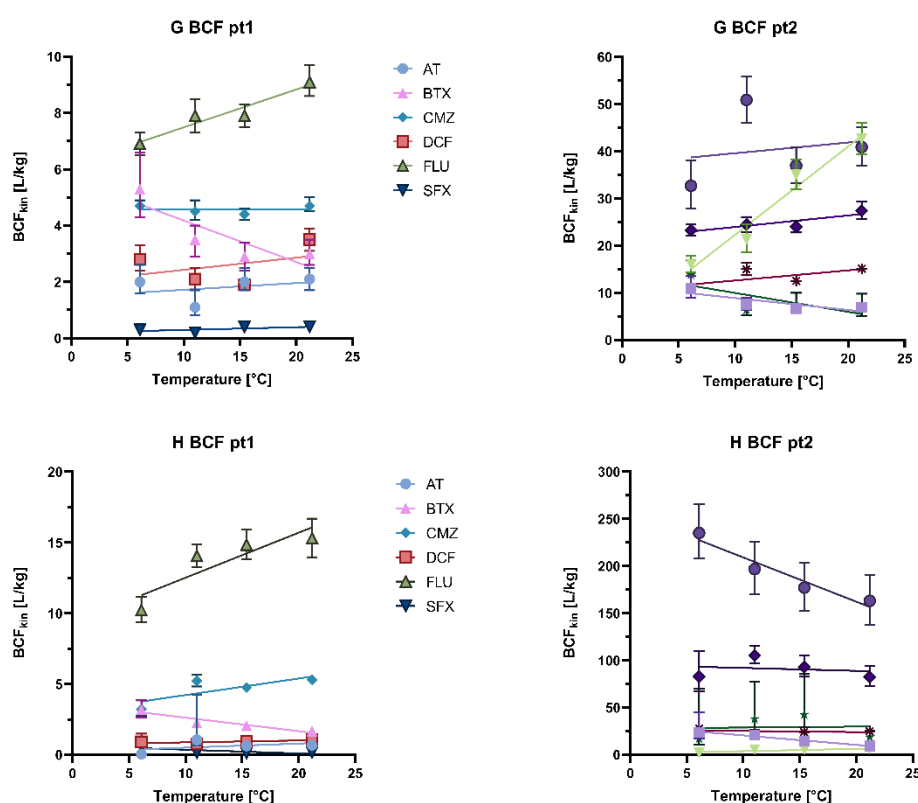 G BCF pt1
BCFkin [L/kg]
10
8
6
4
2
0
0 5 10 15 20 25
Temperature [°C]
AT
BTX
CMZ
DCF
FLU
SFX
G BCF pt2
BCFkin [L/kg]
60
50
40
30
20
10
0
0 5 10 15 20 25
Temperature [°C]
H BCF pt1
BCFkin [L/kg]
20
15
10
5
0
0 5 10 15 20 25
Temperature [°C]
AT
BTX
CMZ
DCF
FLU
SFX
H BCF pt2
BCFkin [L/kg]
300
250
200
150
100
50
0
0 5 10 15 20 25
Temperature [°C]